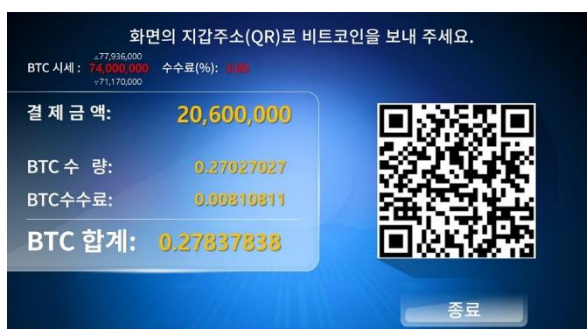 화면의 지갑주소(QR)로 비트코인을 보내 주세요.
▵77,936,000
BTC 시세 : 74,000,000 수수료(%): 3.00
▿71,170,000
결 제 금 액: 20,600,000
BTC 수 량: 0.27027027
BTC수수료: 0.00810811
BTC 합계: 0.27837838
종료